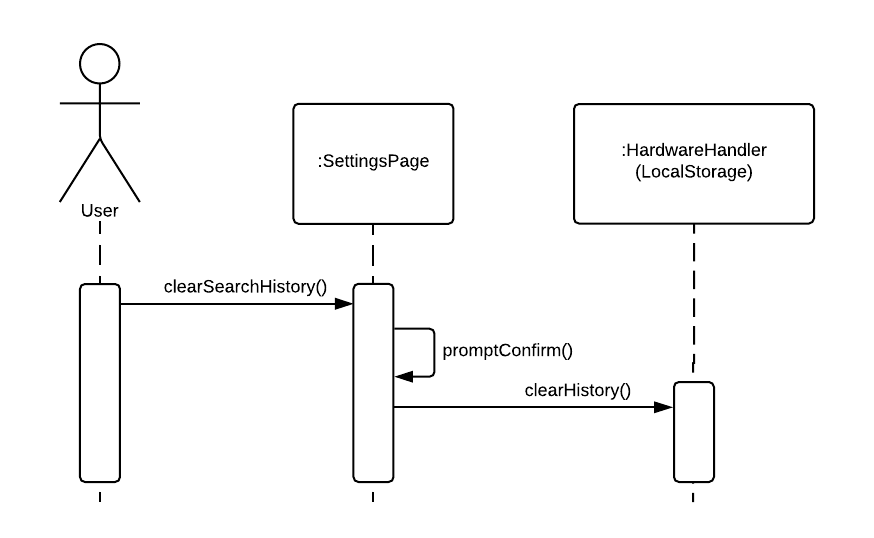 :SettingsPage
:HardwareHandler
(LocalStorage)
User
clearSearchHistory()
promptConfirm()
clearHistory()